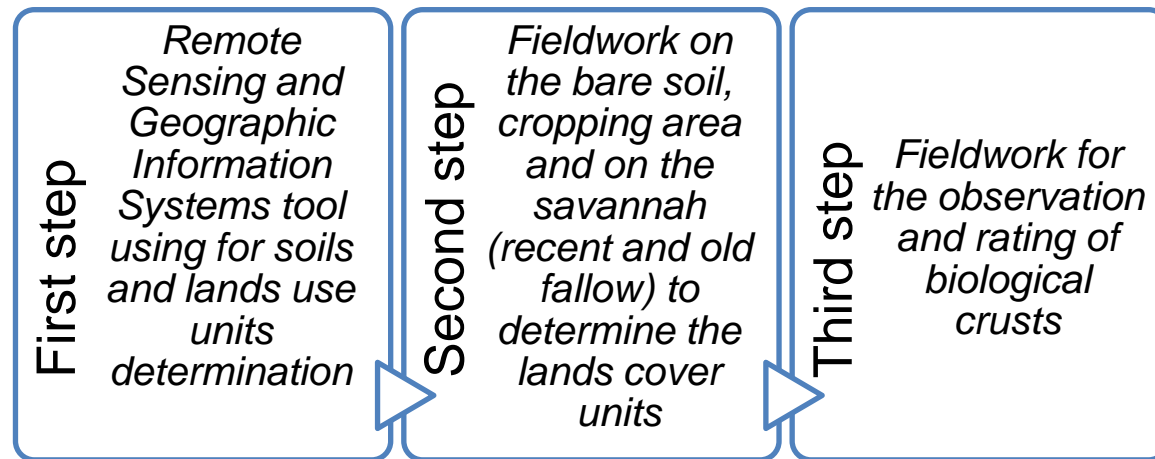 First step
Remote
Sensing and
Geographic
Information
Systems tool
using for soils
and lands use
units
determination
Second step
Fieldwork on
the bare soil,
cropping area
and on the
savannah
(recent and old
fallow) to
determine the
lands cover
units
Third step
Fieldwork for
the observation
and rating of
biological
crusts